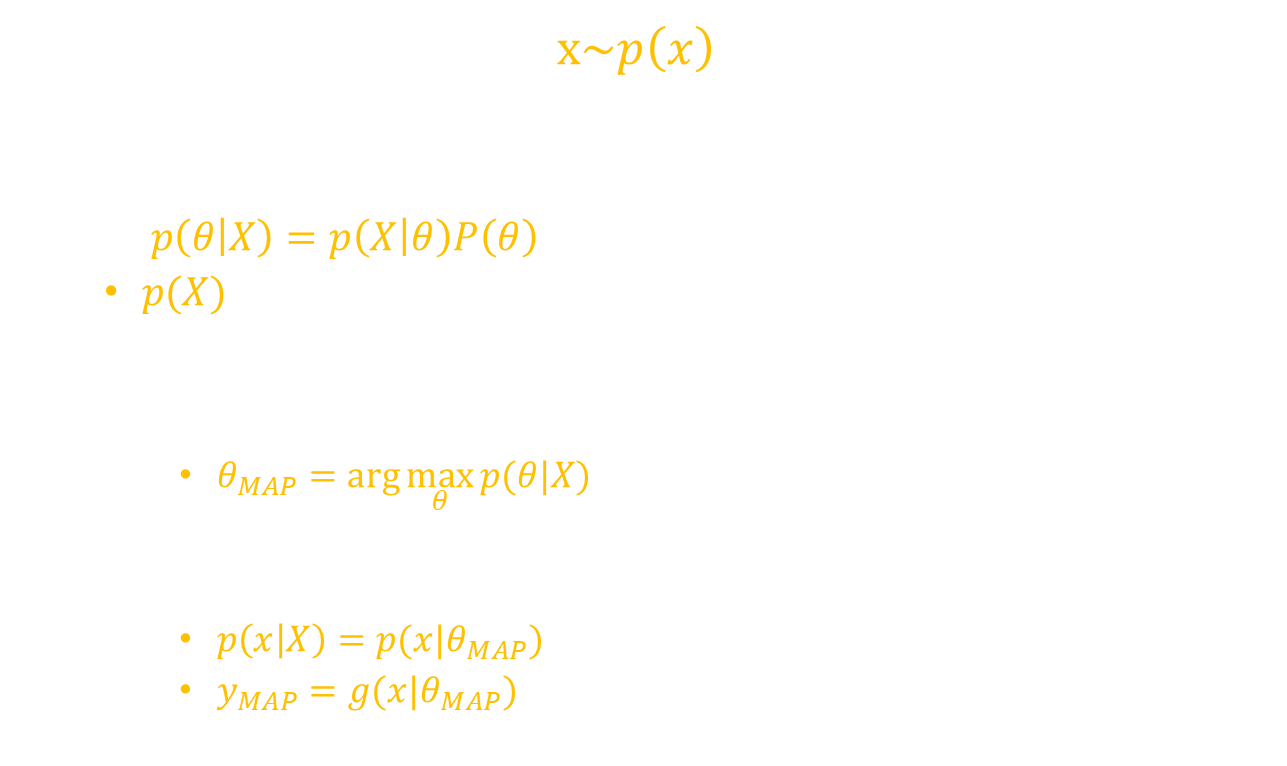 x~p(x)
p(θ|X) = p(X|θ)P(θ)
• p(X)
• θ_MAP = arg max_θ p(θ|X)
• p(x|X) = p(x|θ_MAP)
• y_MAP = g(x|θ_MAP)